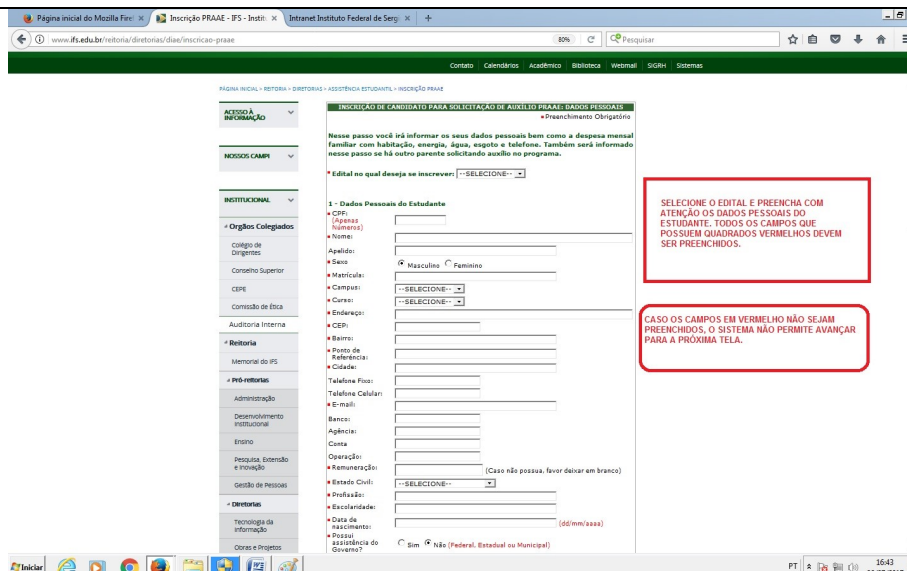 Página inicial do Mozilla Firef
Inscrição PRAAE - IFS - Instit
Intranet Instituto Federal de Sergi
www.ifs.edu.br/reitoria/diretorias/diae/inscricao-praae
80%
Pesquisar
Contato Calendários Acadêmico Biblioteca Webmail SIGRH Sistemas
PÁGINA INICIAL > REITORIA > DIRETORIAS > ASSISTÊNCIA ESTUDANTIL > INSCRIÇÃO PRAAE
ACESSO À
INFORMAÇÃO
NOSSOS CAMPI
INSTITUCIONAL
Orgãos Colegiados
Colégio de
Dirigentes
Conselho Superior
CEPE
Comissão de Ética
Auditoria Interna
Reitoria
Memorial do IFS
Pró-reitorias
Administração
Desenvolvimento
Institucional
Ensino
Pesquisa, Extensão
e Inovação
Gestão de Pessoas
Diretorias
Tecnologia da
Informação
Obras e Projetos
INSCRIÇÃO DE CANDIDATO PARA SOLICITAÇÃO DE AUXÍLIO PRAAE: DADOS PESSOAIS
Preenchimento Obrigatório
Nesse passo você irá informar os seus dados pessoais bem como a despesa mensal
familiar com habitação, energia, água, esgoto e telefone. Também será informado
nesse passo se há outro parente solicitando auxílio no programa.
Edital no qual deseja se inscrever: --SELECIONE--
1 - Dados Pessoais do Estudante
CPF:
(Apenas
Números)
Nome:
Apelido:
Sexo Masculino Feminino
Matrícula:
Campus: --SELECIONE--
Curso: --SELECIONE--
Endereço:
CEP:
Bairro:
Ponto de
Referência:
Cidade:
Telefone Fixo:
Telefone Celular:
E-mail:
Banco:
Agência:
Conta
Operação:
Remuneração: (Caso não possua, favor deixar em branco)
Estado Civil: --SELECIONE--
Profissão:
Escolaridade:
Data de
nascimento: (dd/mm/aaaa)
Possui
assistência do
Governo? Sim Não (Federal, Estadual ou Municipal)
SELECIONE O EDITAL E PREENCHA COM
ATENÇÃO OS DADOS PESSOAIS DO
ESTUDANTE. TODOS OS CAMPOS QUE
POSSUEM QUADRADOS VERMELHOS DEVEM
SER PREENCHIDOS.
CASO OS CAMPOS EM VERMELHO NÃO SEJAM
PREENCHIDOS, O SISTEMA NÃO PERMITE AVANÇAR
PARA A PRÓXIMA TELA.
Iniciar
PT
16:43